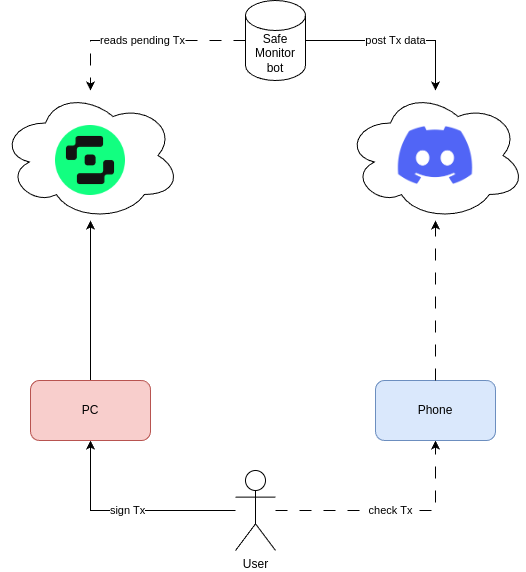 reads pending Tx
Safe
Monitor
bot
post Tx data
PC
Phone
sign Tx
check Tx
User